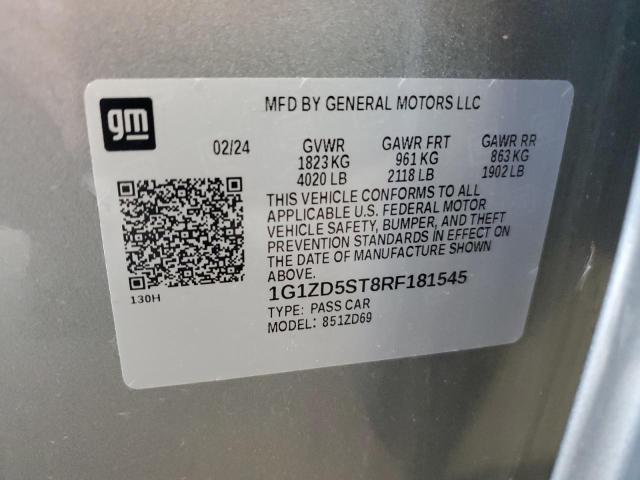 gm
MFD BY GENERAL MOTORS LLC
02/24 GVWR GAWR FRT GAWR RR
1823 KG 961 KG 863 KG
4020 LB 2118 LB 1902 LB
THIS VEHICLE CONFORMS TO ALL
APPLICABLE U.S. FEDERAL MOTOR
VEHICLE SAFETY, BUMPER, AND THEFT
PREVENTION STANDARDS IN EFFECT ON
THE DATE OF MANUFACTURE SHOWN
ABOVE.
130H
1G1ZD5ST8RF181545
TYPE: PASS CAR
MODEL: 851ZD69